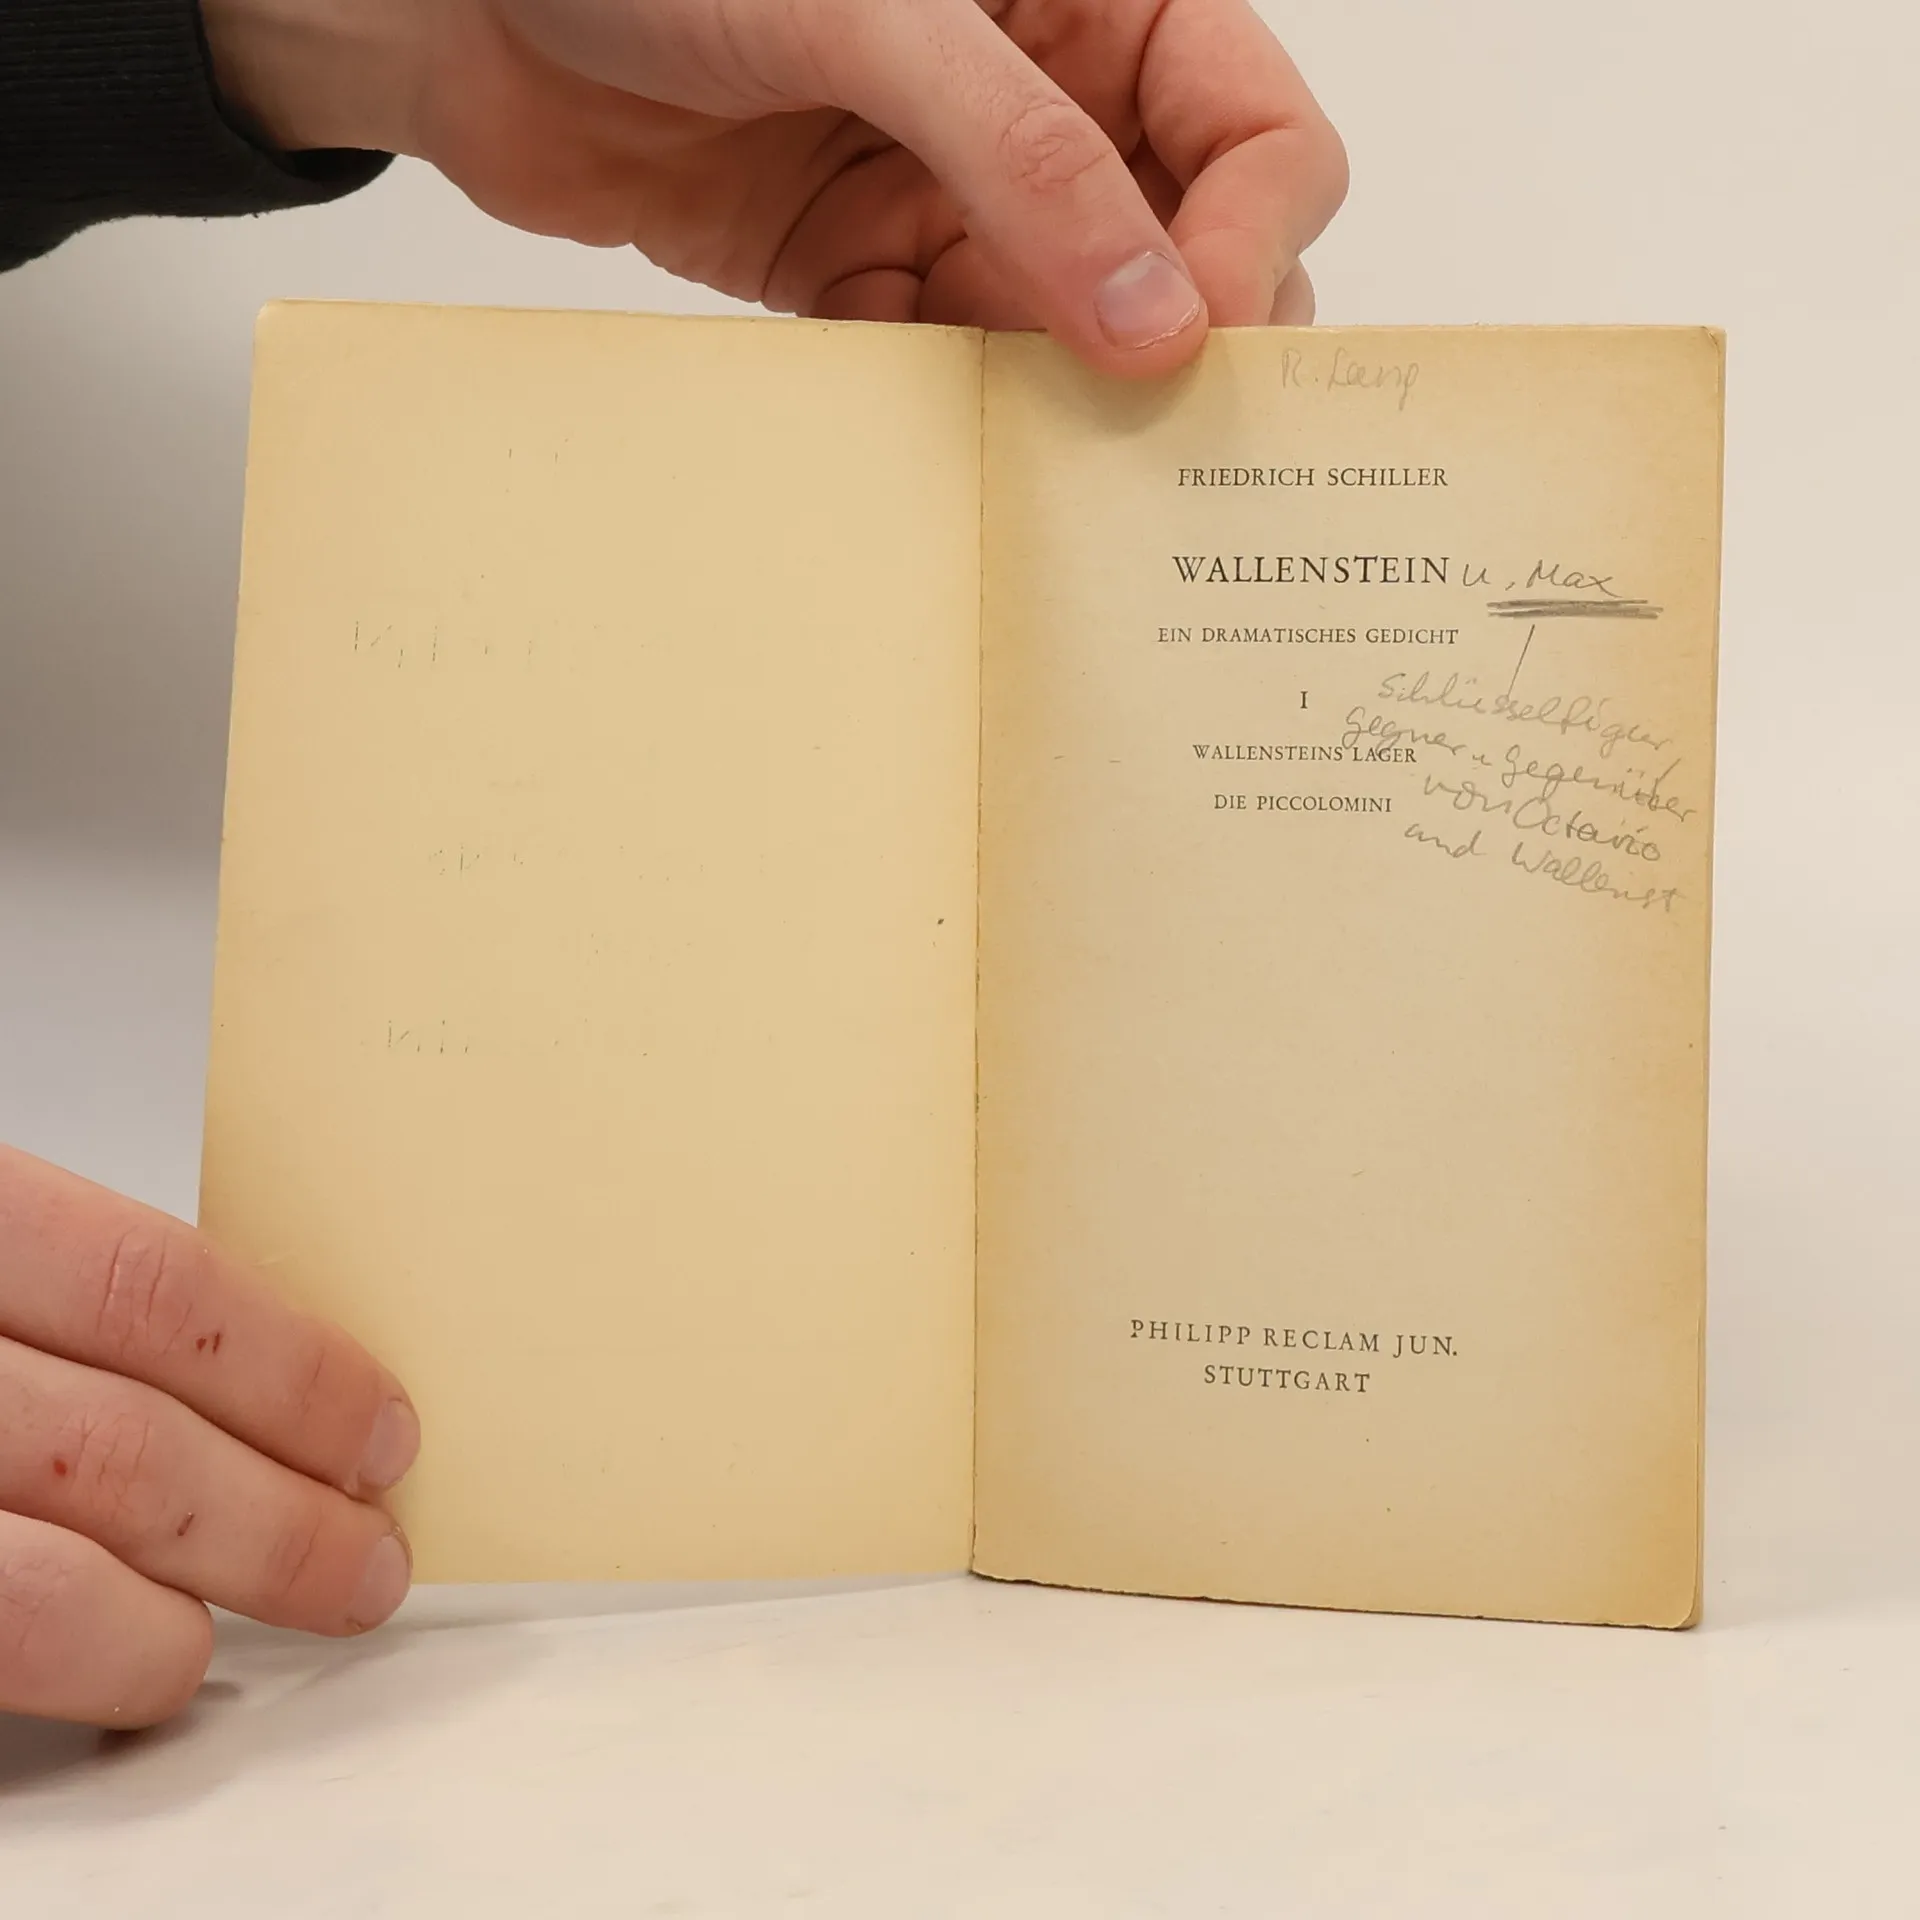 R. Lang
FRIEDRICH SCHILLER
WALLENSTEIN u. Max
EIN DRAMATISCHES GEDICHT
I
Schlüsselfigur,
Gegner u Gegenüber
WALLENSTEINS LAGER
von Octavio
DIE PICCOLOMINI
und Wallenst
PHILIPP RECLAM JUN.
STUTTGART